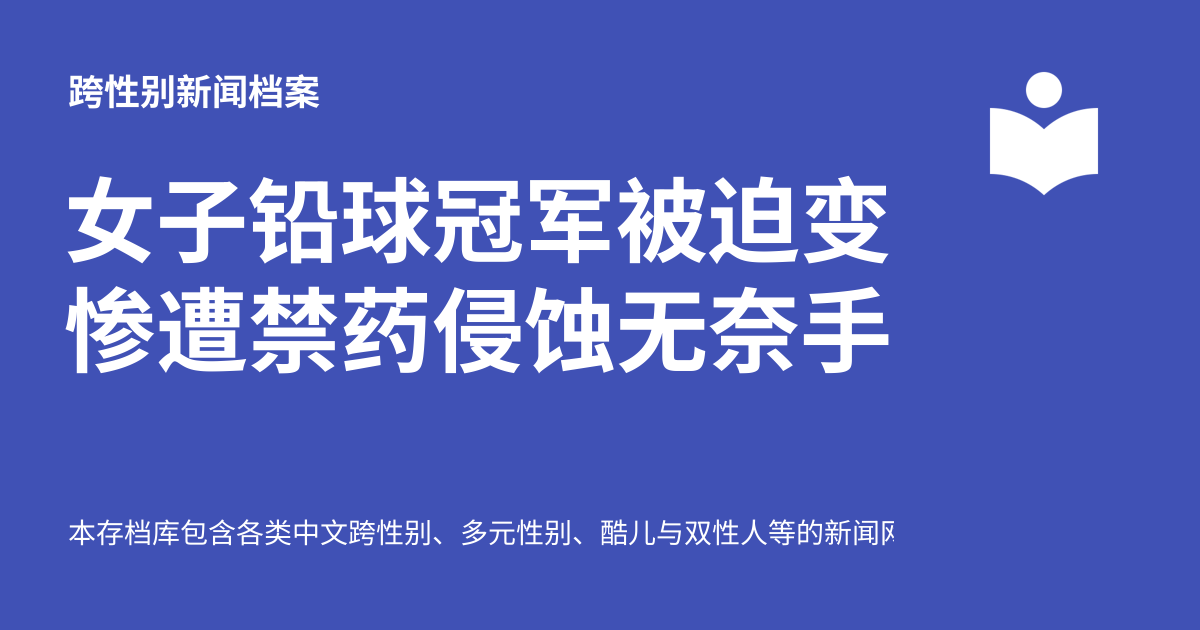 跨性别新闻档案
女子铅球冠军被迫变
惨遭禁药侵蚀无奈手
本存档库包含各类中文跨性别、多元性别、酷儿与双性人等的新闻网